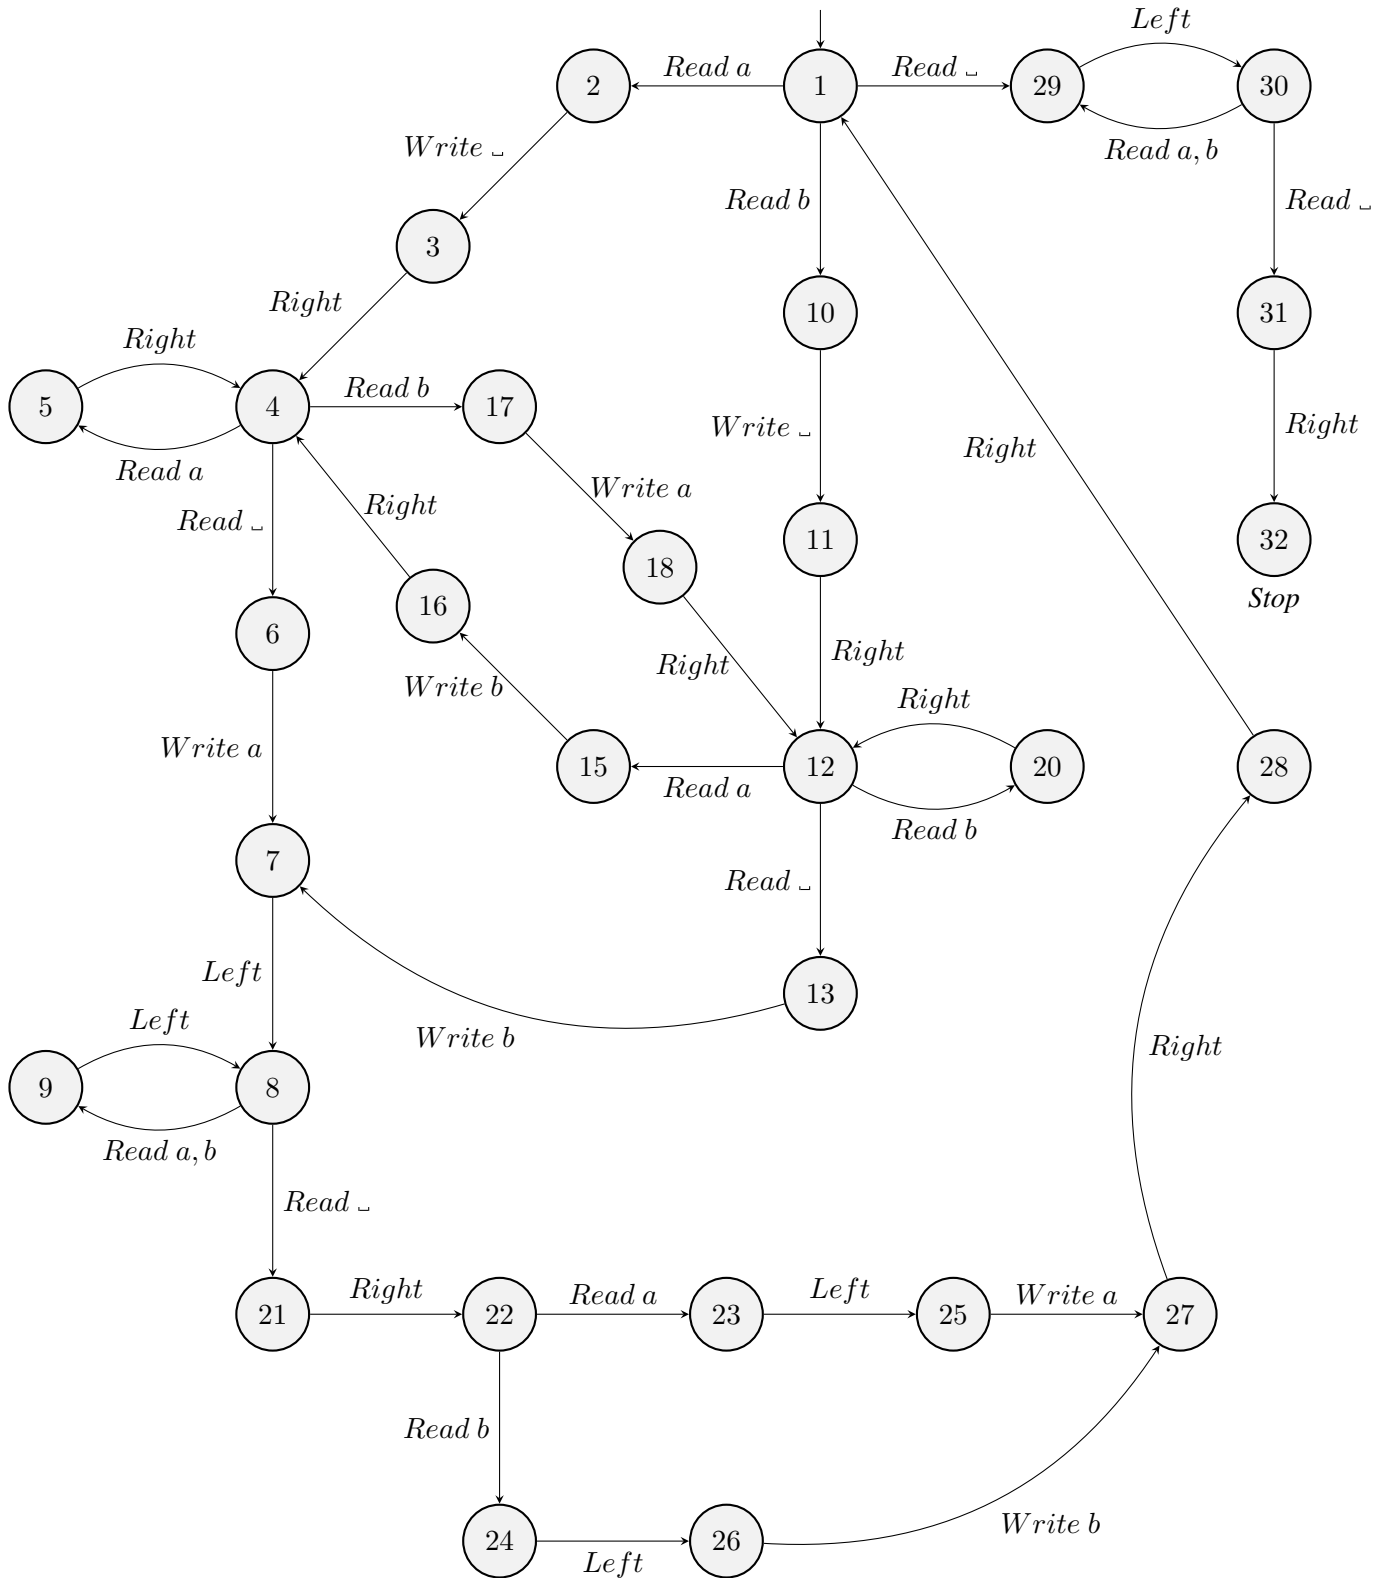 Left
2
Read a
1
Read ␣
29
30
Write ␣
Read a, b
Read b
Read ␣
3
Right
10
31
Right
5
4
Read b
17
Write ␣
Right
Right
Read a
Write a
Right
Read ␣
11
32
18
Stop
6
16
Right
Right
Write b
Right
Write a
15
Read a
12
20
28
Read b
7
Read ␣
Left
13
Left
Write b
Right
9
8
Read a, b
Read ␣
21
Right
22
Read a
23
Left
25
Write a
27
Read b
24
Left
26
Write b